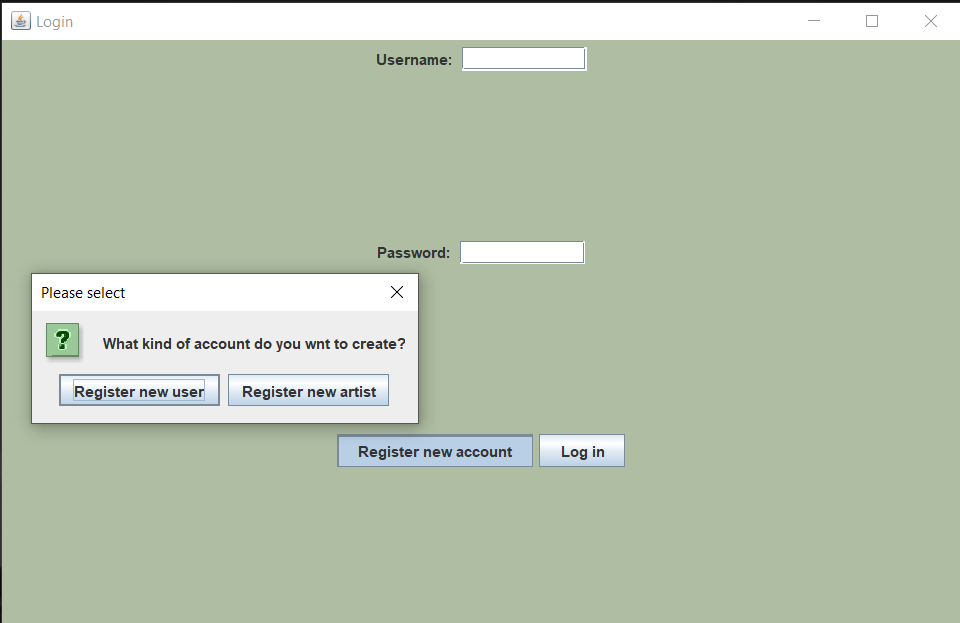 Login
Username:
Password:
Please select
?
What kind of account do you wnt to create?
Register new user Register new artist
Register new account Log in